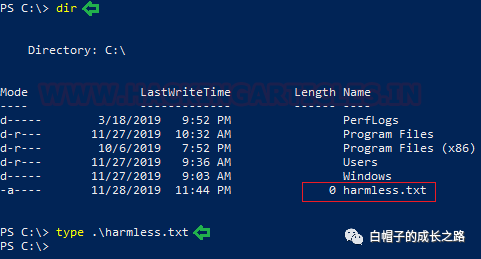 PS C:\> dir
Directory: C:\
Mode                LastWriteTime         Length Name
----                -------------         ------ ----
d-----        3/18/2019   9:52 PM                PerfLogs
d-r---       11/27/2019  10:32 AM                Program Files
d-r---        10/6/2019   7:52 PM                Program Files (x86)
d-r---       11/27/2019   9:36 AM                Users
d-----       11/27/2019   9:03 AM                Windows
-a----       11/28/2019  11:44 PM              0 harmless.txt
PS C:\> type .\harmless.txt
PS C:\>
白帽子的成长之路